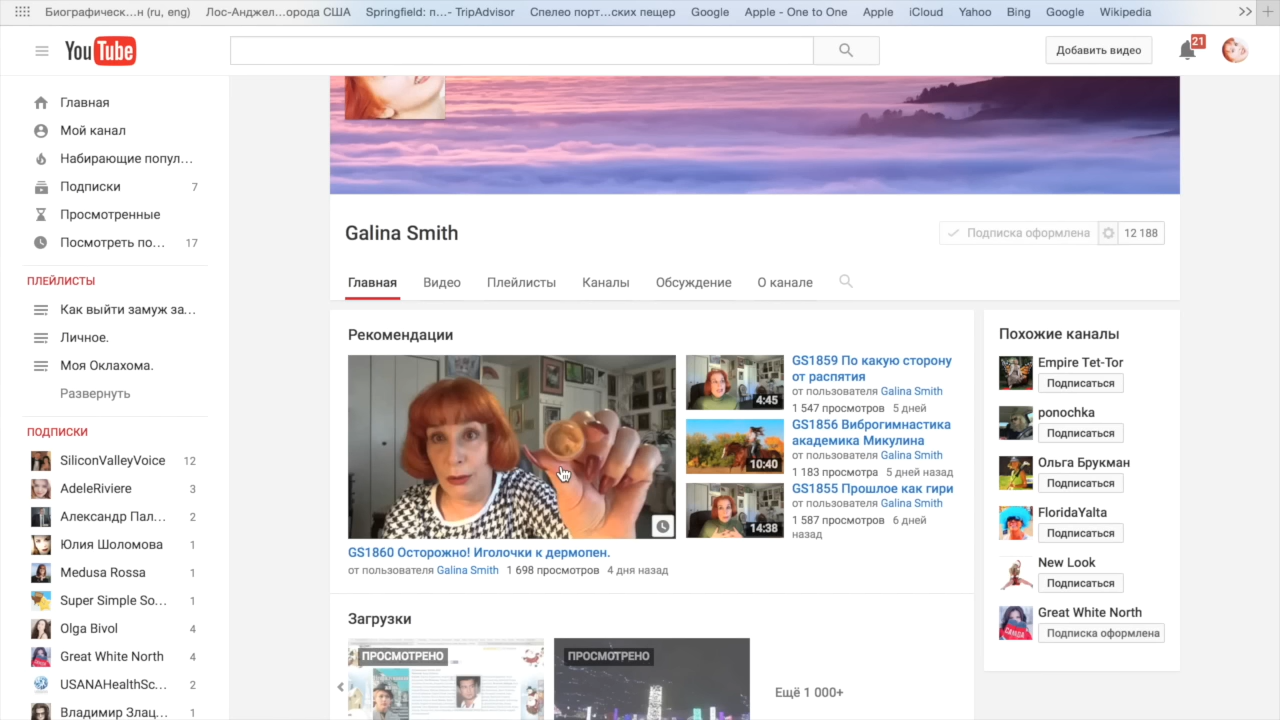 Биографическ...н (ru, eng) Лос-Анджел...орода США Springfield: п...- TripAdvisor Спелео порт...ских пещер Google Apple - One to One Apple iCloud Yahoo Bing Google Wikipedia
YouTube
Добавить видео
21
Главная
Мой канал
Набирающие попул...
Подписки 7
Просмотренные
Посмотреть по... 17
ПЛЕЙЛИСТЫ
Как выйти замуж за...
Личное.
Моя Оклахома.
Развернуть
ПОДПИСКИ
SiliconValleyVoice 12
AdeleRiviere 3
Александр Пал... 2
Юлия Шоломова 1
Medusa Rossa 1
Super Simple So... 1
Olga Bivol 4
Great White North 4
USANAHealthSc... 2
Владимир Злац... 1
Galina Smith
Подписка оформлена 12 188
Главная Видео Плейлисты Каналы Обсуждение О канале
Рекомендации
GS1860 Осторожно! Иголочки к дермопен.
от пользователя Galina Smith 1 698 просмотров 4 дня назад
4:45
GS1859 По какую сторону
от распятия
от пользователя Galina Smith
1 547 просмотров 5 дней
10:40
GS1856 Виброгимнастика
академика Микулина
от пользователя Galina Smith
1 183 просмотра 5 дней назад
14:38
GS1855 Прошлое как гири
от пользователя Galina Smith
1 587 просмотров 6 дней
назад
Загрузки
ПРОСМОТРЕНО
ПРОСМОТРЕНО
Ещё 1 000+
Похожие каналы
Empire Tet-Tor
Подписаться
ponochka
Подписаться
Ольга Брукман
Подписаться
FloridaYalta
Подписаться
New Look
Подписаться
Great White North
Подписка оформлена